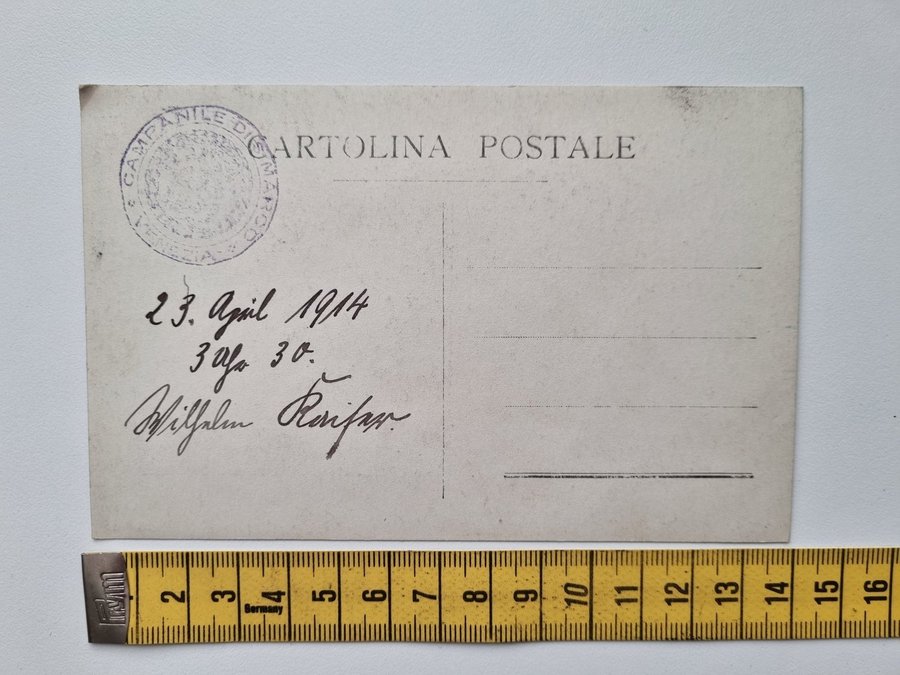 CAMPANILE DI S. MARCO
* VENEZIA *
CARTOLINA POSTALE
23. April 1914
3 Uhr 30.
Wilhelm Kaiser.
2 3 4 5 6 7 8 9 10 11 12 13 14 15 16
Germany